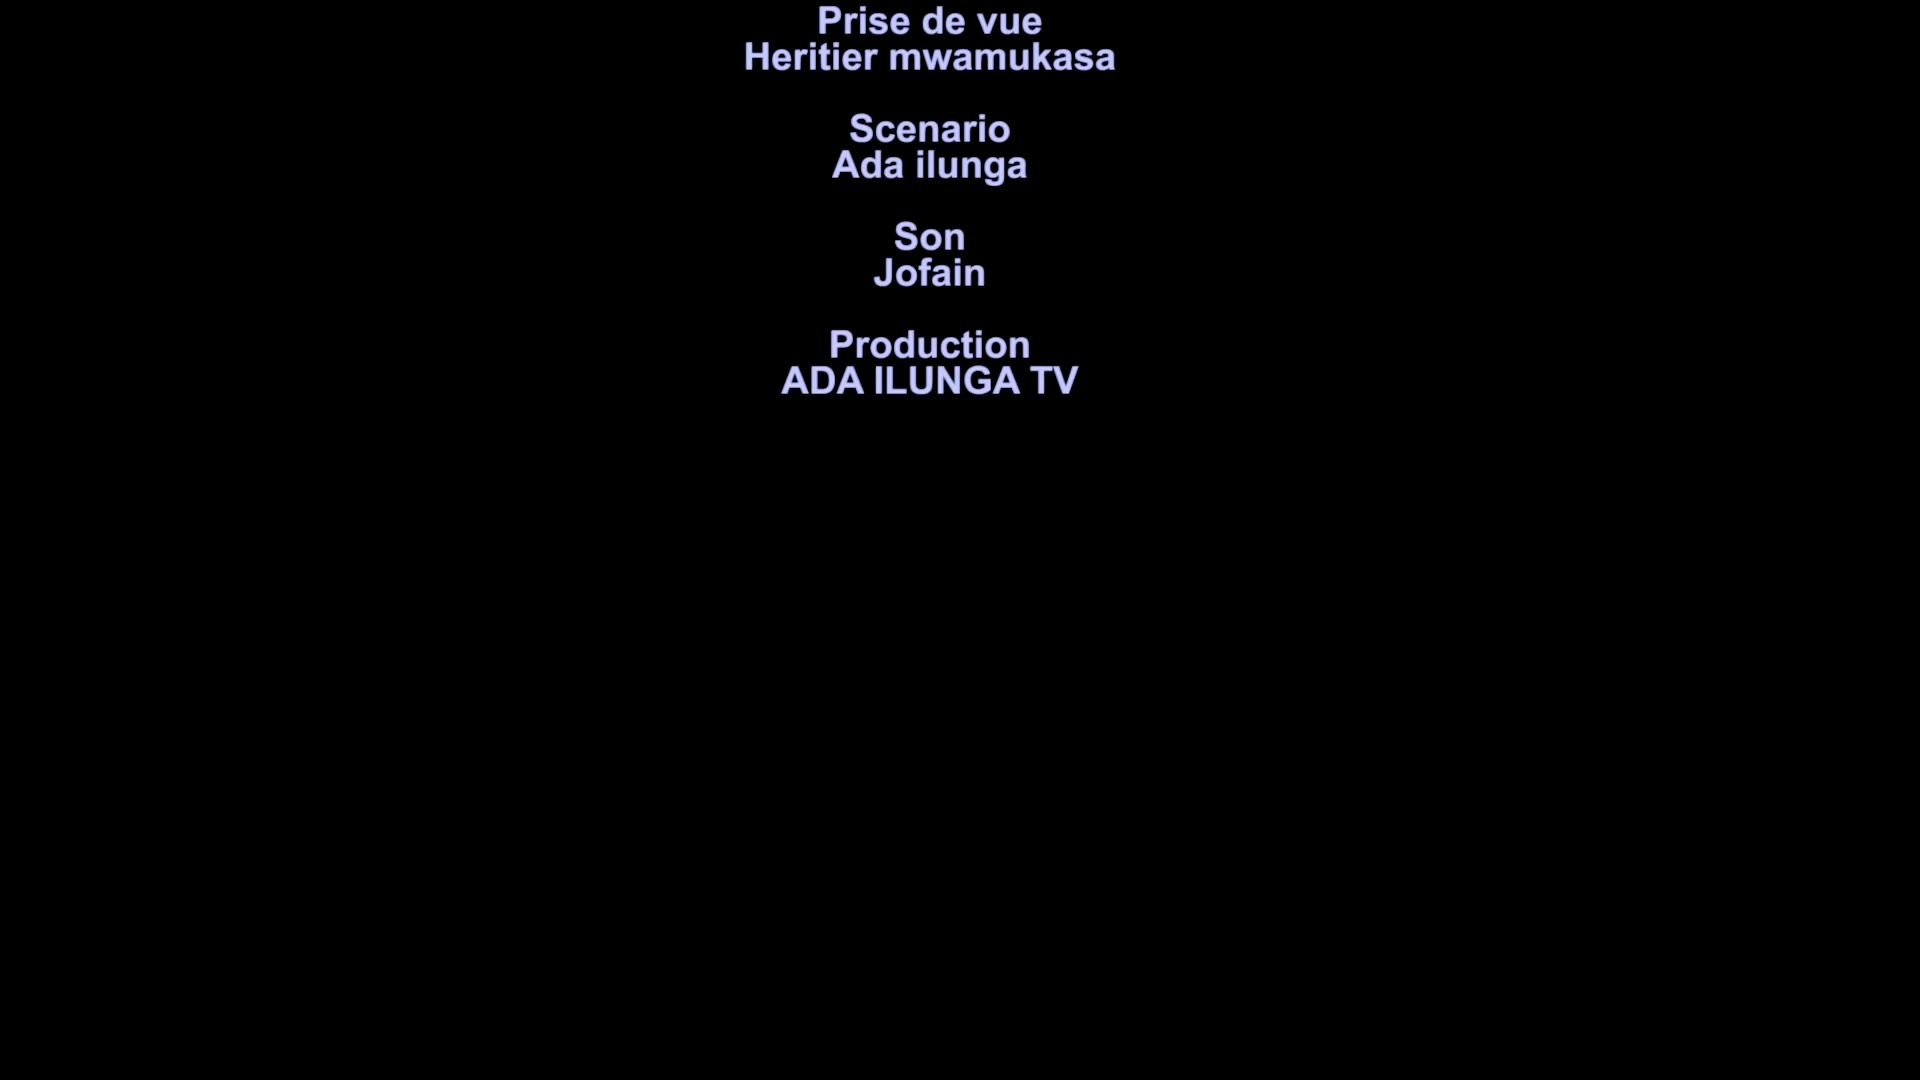 Prise de vue
Heritier mwamukasa
Scenario
Ada ilunga
Son
Jofain
Production
ADA ILUNGA TV